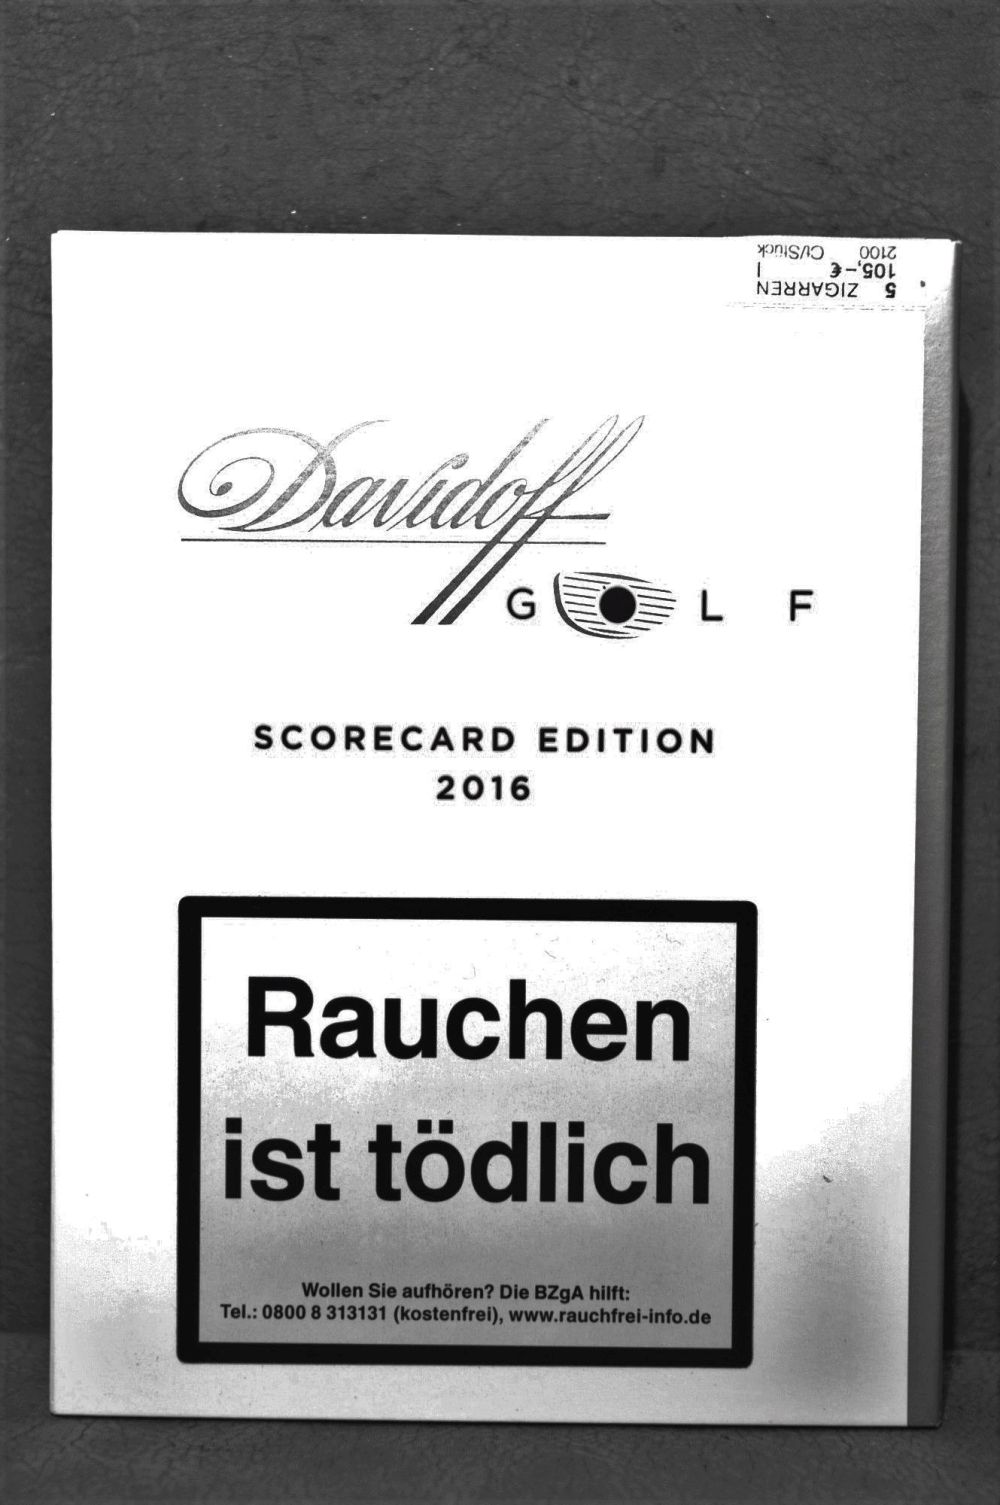 5 ZIGARREN
105,-€ I
2100 Ct/Stück
Davidoff
GOLF
SCORECARD EDITION
2016
Rauchen
ist tödlich
Wollen Sie aufhören? Die BZgA hilft:
Tel.: 0800 8 313131 (kostenfrei), www.rauchfrei-info.de